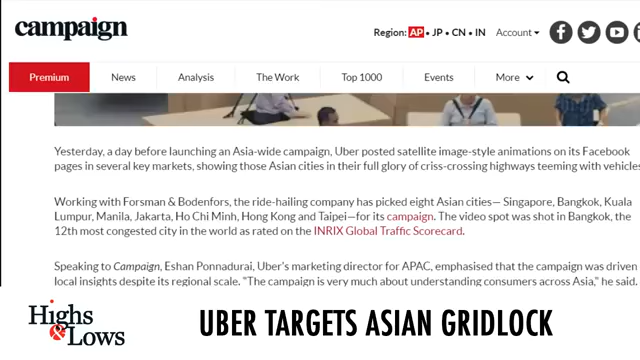 campaign
Region: AP • JP • CN • IN Account
Premium News Analysis The Work Top 1000 Events More
Yesterday, a day before launching an Asia-wide campaign, Uber posted satellite image-style animations on its Facebook
pages in several key markets, showing those Asian cities in their full glory of criss-crossing highways teeming with vehicles
Working with Forsman & Bodenfors, the ride-hailing company has picked eight Asian cities— Singapore, Bangkok, Kuala
Lumpur, Manila, Jakarta, Ho Chi Minh, Hong Kong and Taipei—for its campaign. The video spot was shot in Bangkok, the
12th most congested city in the world as rated on the INRIX Global Traffic Scorecard.
Speaking to Campaign, Eshan Ponnadurai, Uber's marketing director for APAC, emphasised that the campaign was driven
local insights despite its regional scale. "The campaign is very much about understanding consumers across Asia," he said.
Highs
& Lows
UBER TARGETS ASIAN GRIDLOCK